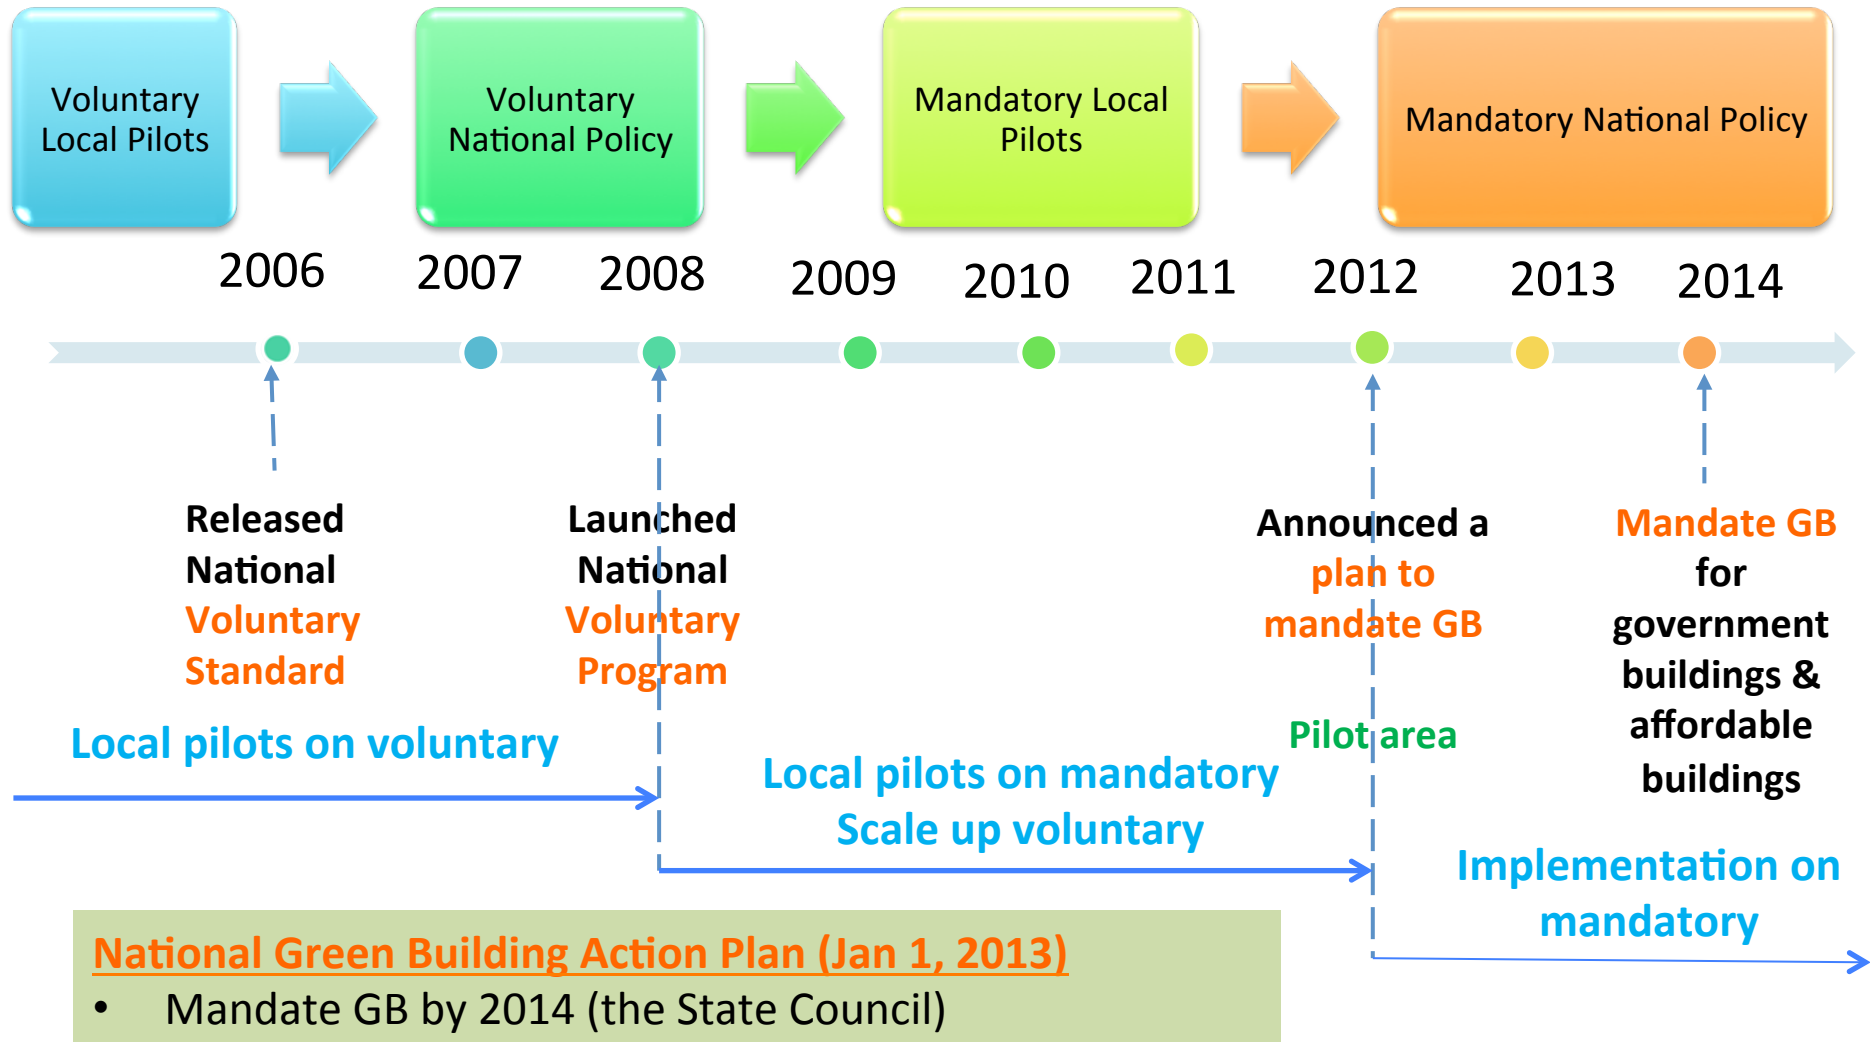 Voluntary
Local Pilots
Voluntary
National Policy
Mandatory Local
Pilots
Mandatory National Policy
2006
2007
2008
2009
2010
2011
2012
2013
2014
Released
National
Voluntary
Standard
Launched
National
Voluntary
Program
Announced a
plan to
mandate GB
Pilot area
Mandate GB
for
government
buildings &
affordable
buildings
Local pilots on voluntary
Local pilots on mandatory
Scale up voluntary
Implementation on
mandatory
National Green Building Action Plan (Jan 1, 2013)
• Mandate GB by 2014 (the State Council)